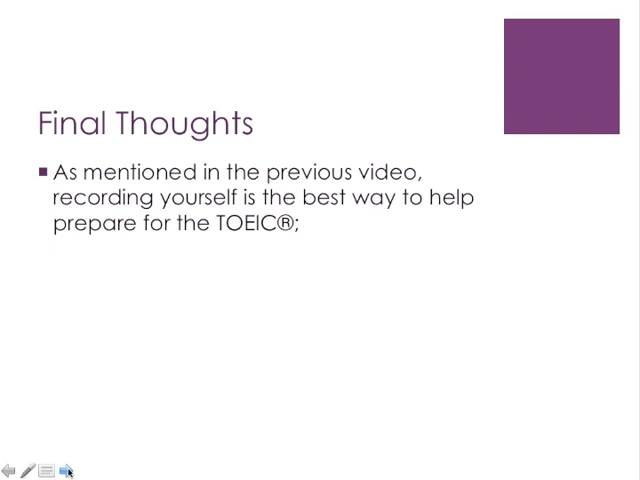 Final Thoughts
As mentioned in the previous video,
recording yourself is the best way to help
prepare for the TOEIC®;